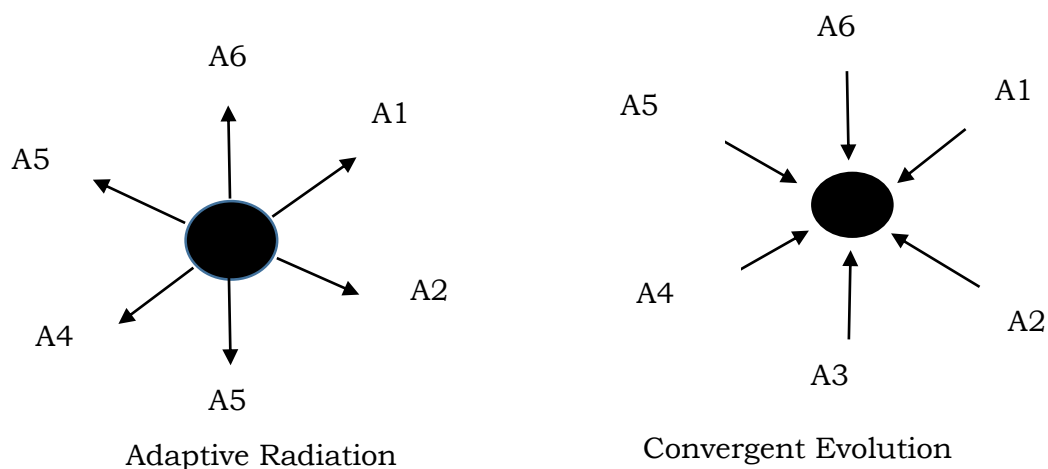 A6
A1
A5
A2
A4
A5
Adaptive Radiation
A6
A1
A5
A4
A2
A3
Convergent Evolution